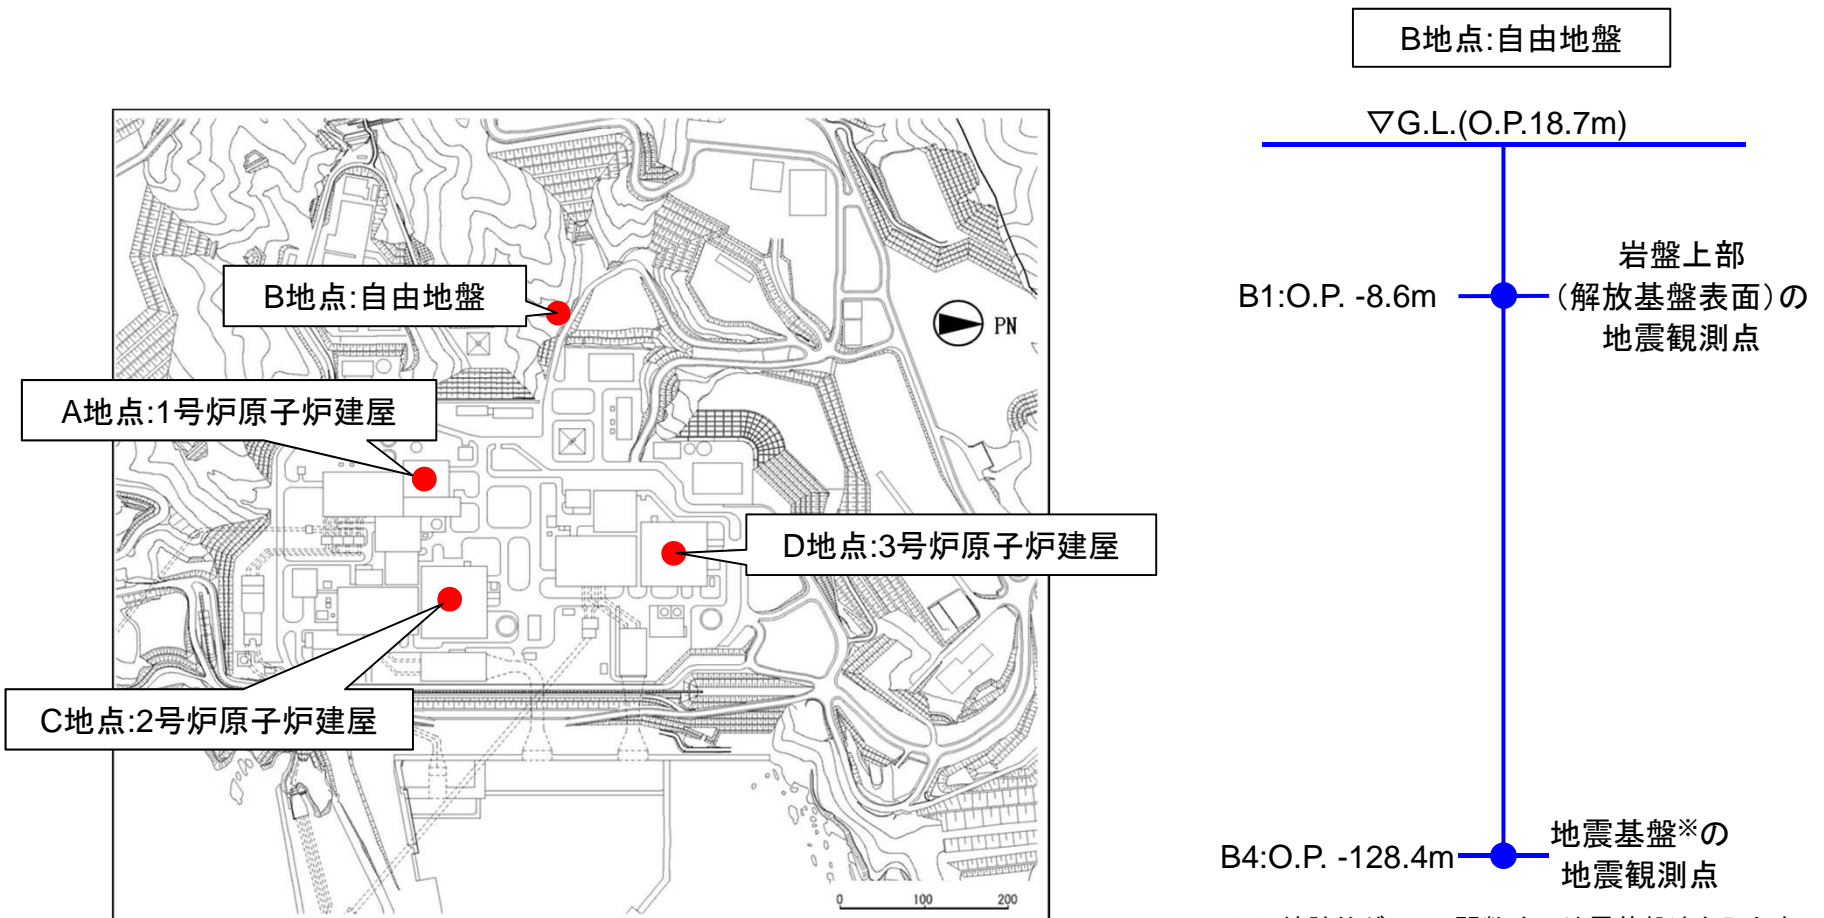 B地点:自由地盤
▽G.L.(O.P.18.7m)
岩盤上部
(解放基盤表面)の
地震観測点
B1:O.P. -8.6m
B地点:自由地盤
PN
A地点:1号炉原子炉建屋
D地点:3号炉原子炉建屋
C地点:2号炉原子炉建屋
B4:O.P. -128.4m
地震基盤※の
地震観測点
0 100 200